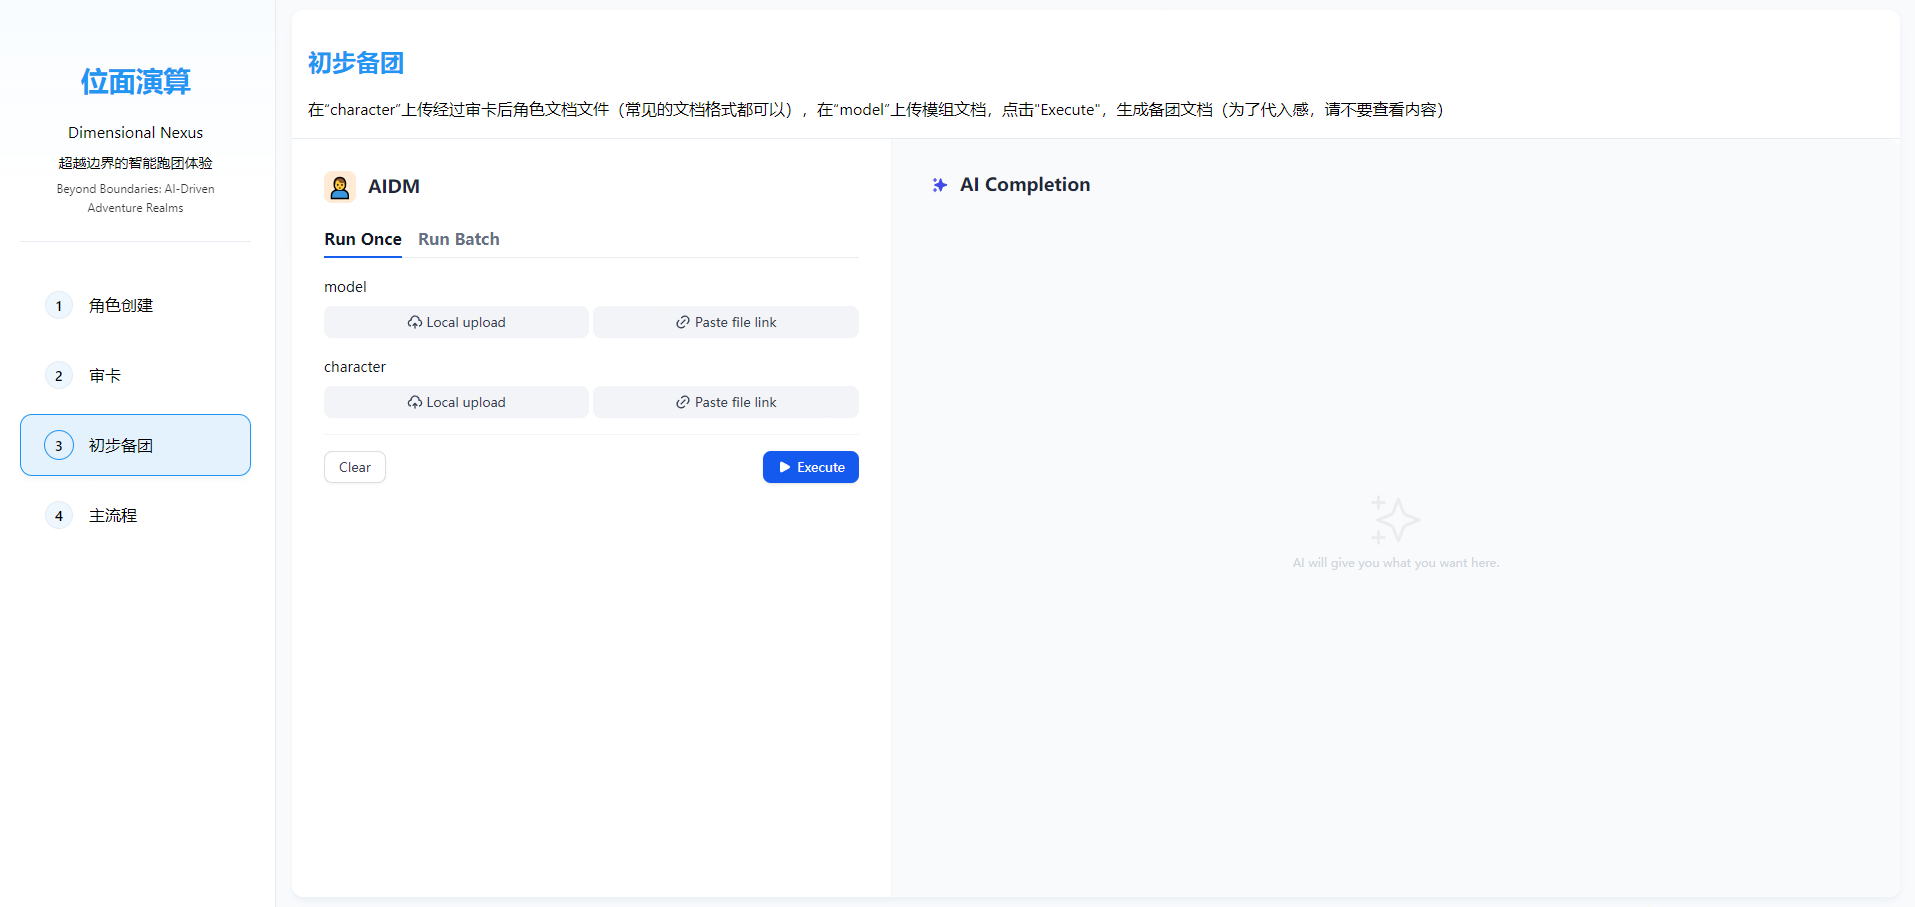 位面演算
Dimensional Nexus
超越边界的智能跑团体验
Beyond Boundaries: AI-Driven
Adventure Realms
1 角色创建
2 审卡
3 初步备团
4 主流程
初步备团
在“character”上传经过审卡后角色文档文件（常见的文档格式都可以），在“model”上传模组文档，点击"Execute"，生成备团文档（为了代入感，请不要查看内容）
AIDM
Run Once Run Batch
model
Local upload Paste file link
character
Local upload Paste file link
Clear Execute
AI Completion
AI will give you what you want here.